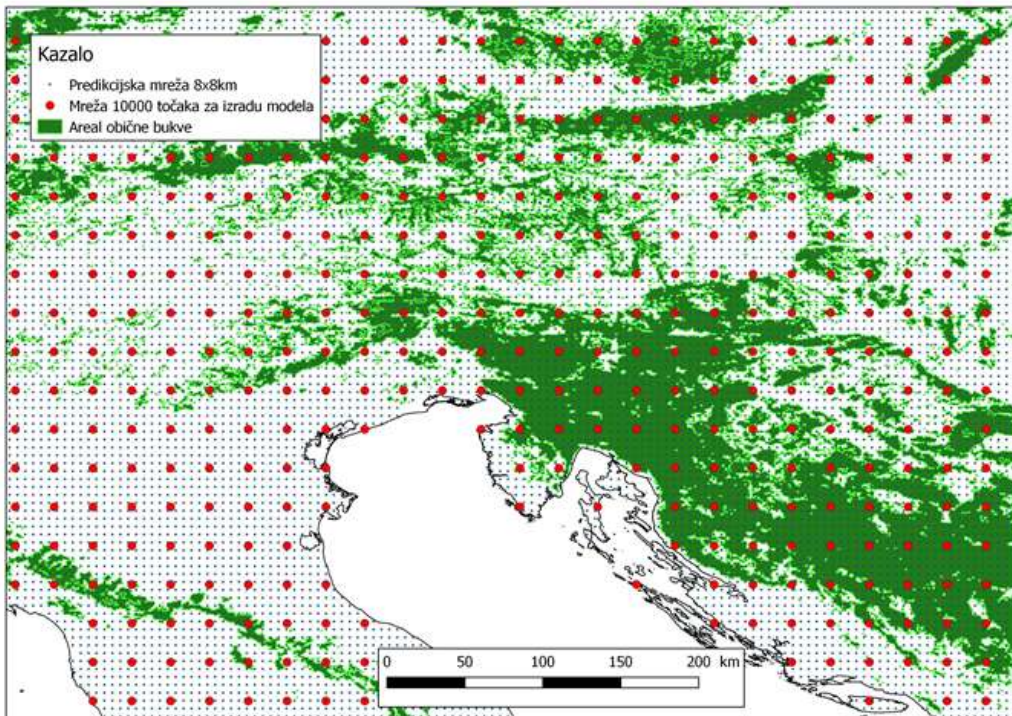 Kazalo
Predikcijska mreža 8x8km
Mreža 10000 točaka za izradu modela
Areal obične bukve
0 50 100 150 200 km